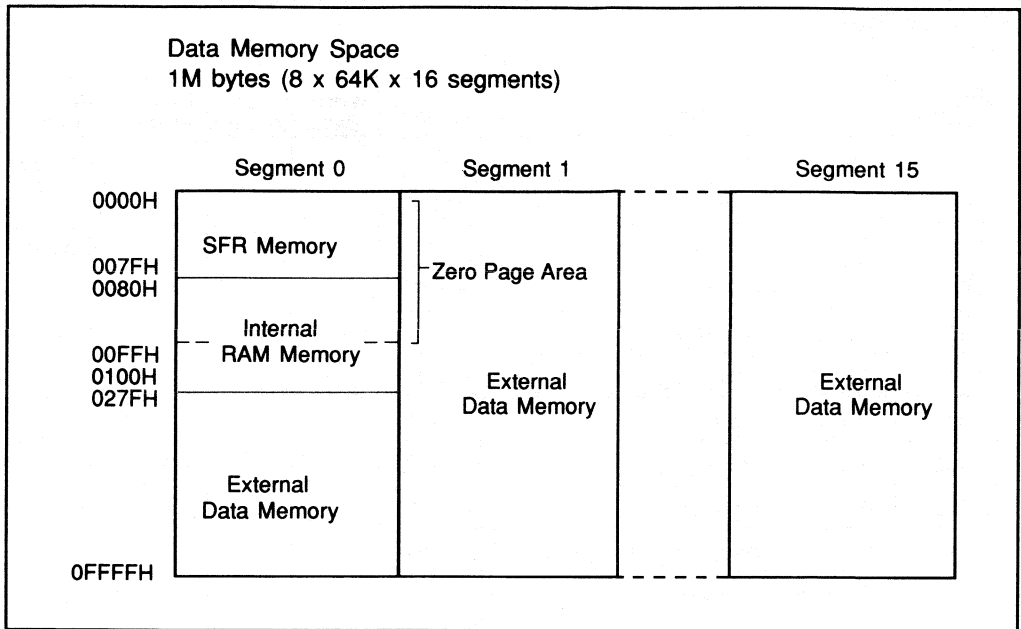 Data Memory Space
1M bytes (8 x 64K x 16 segments)
Segment 0
Segment 1
Segment 15
0000H
SFR Memory
007FH
0080H
Zero Page Area
Internal
RAM Memory
00FFH
0100H
027FH
External
Data Memory
External
Data Memory
External
Data Memory
0FFFFH